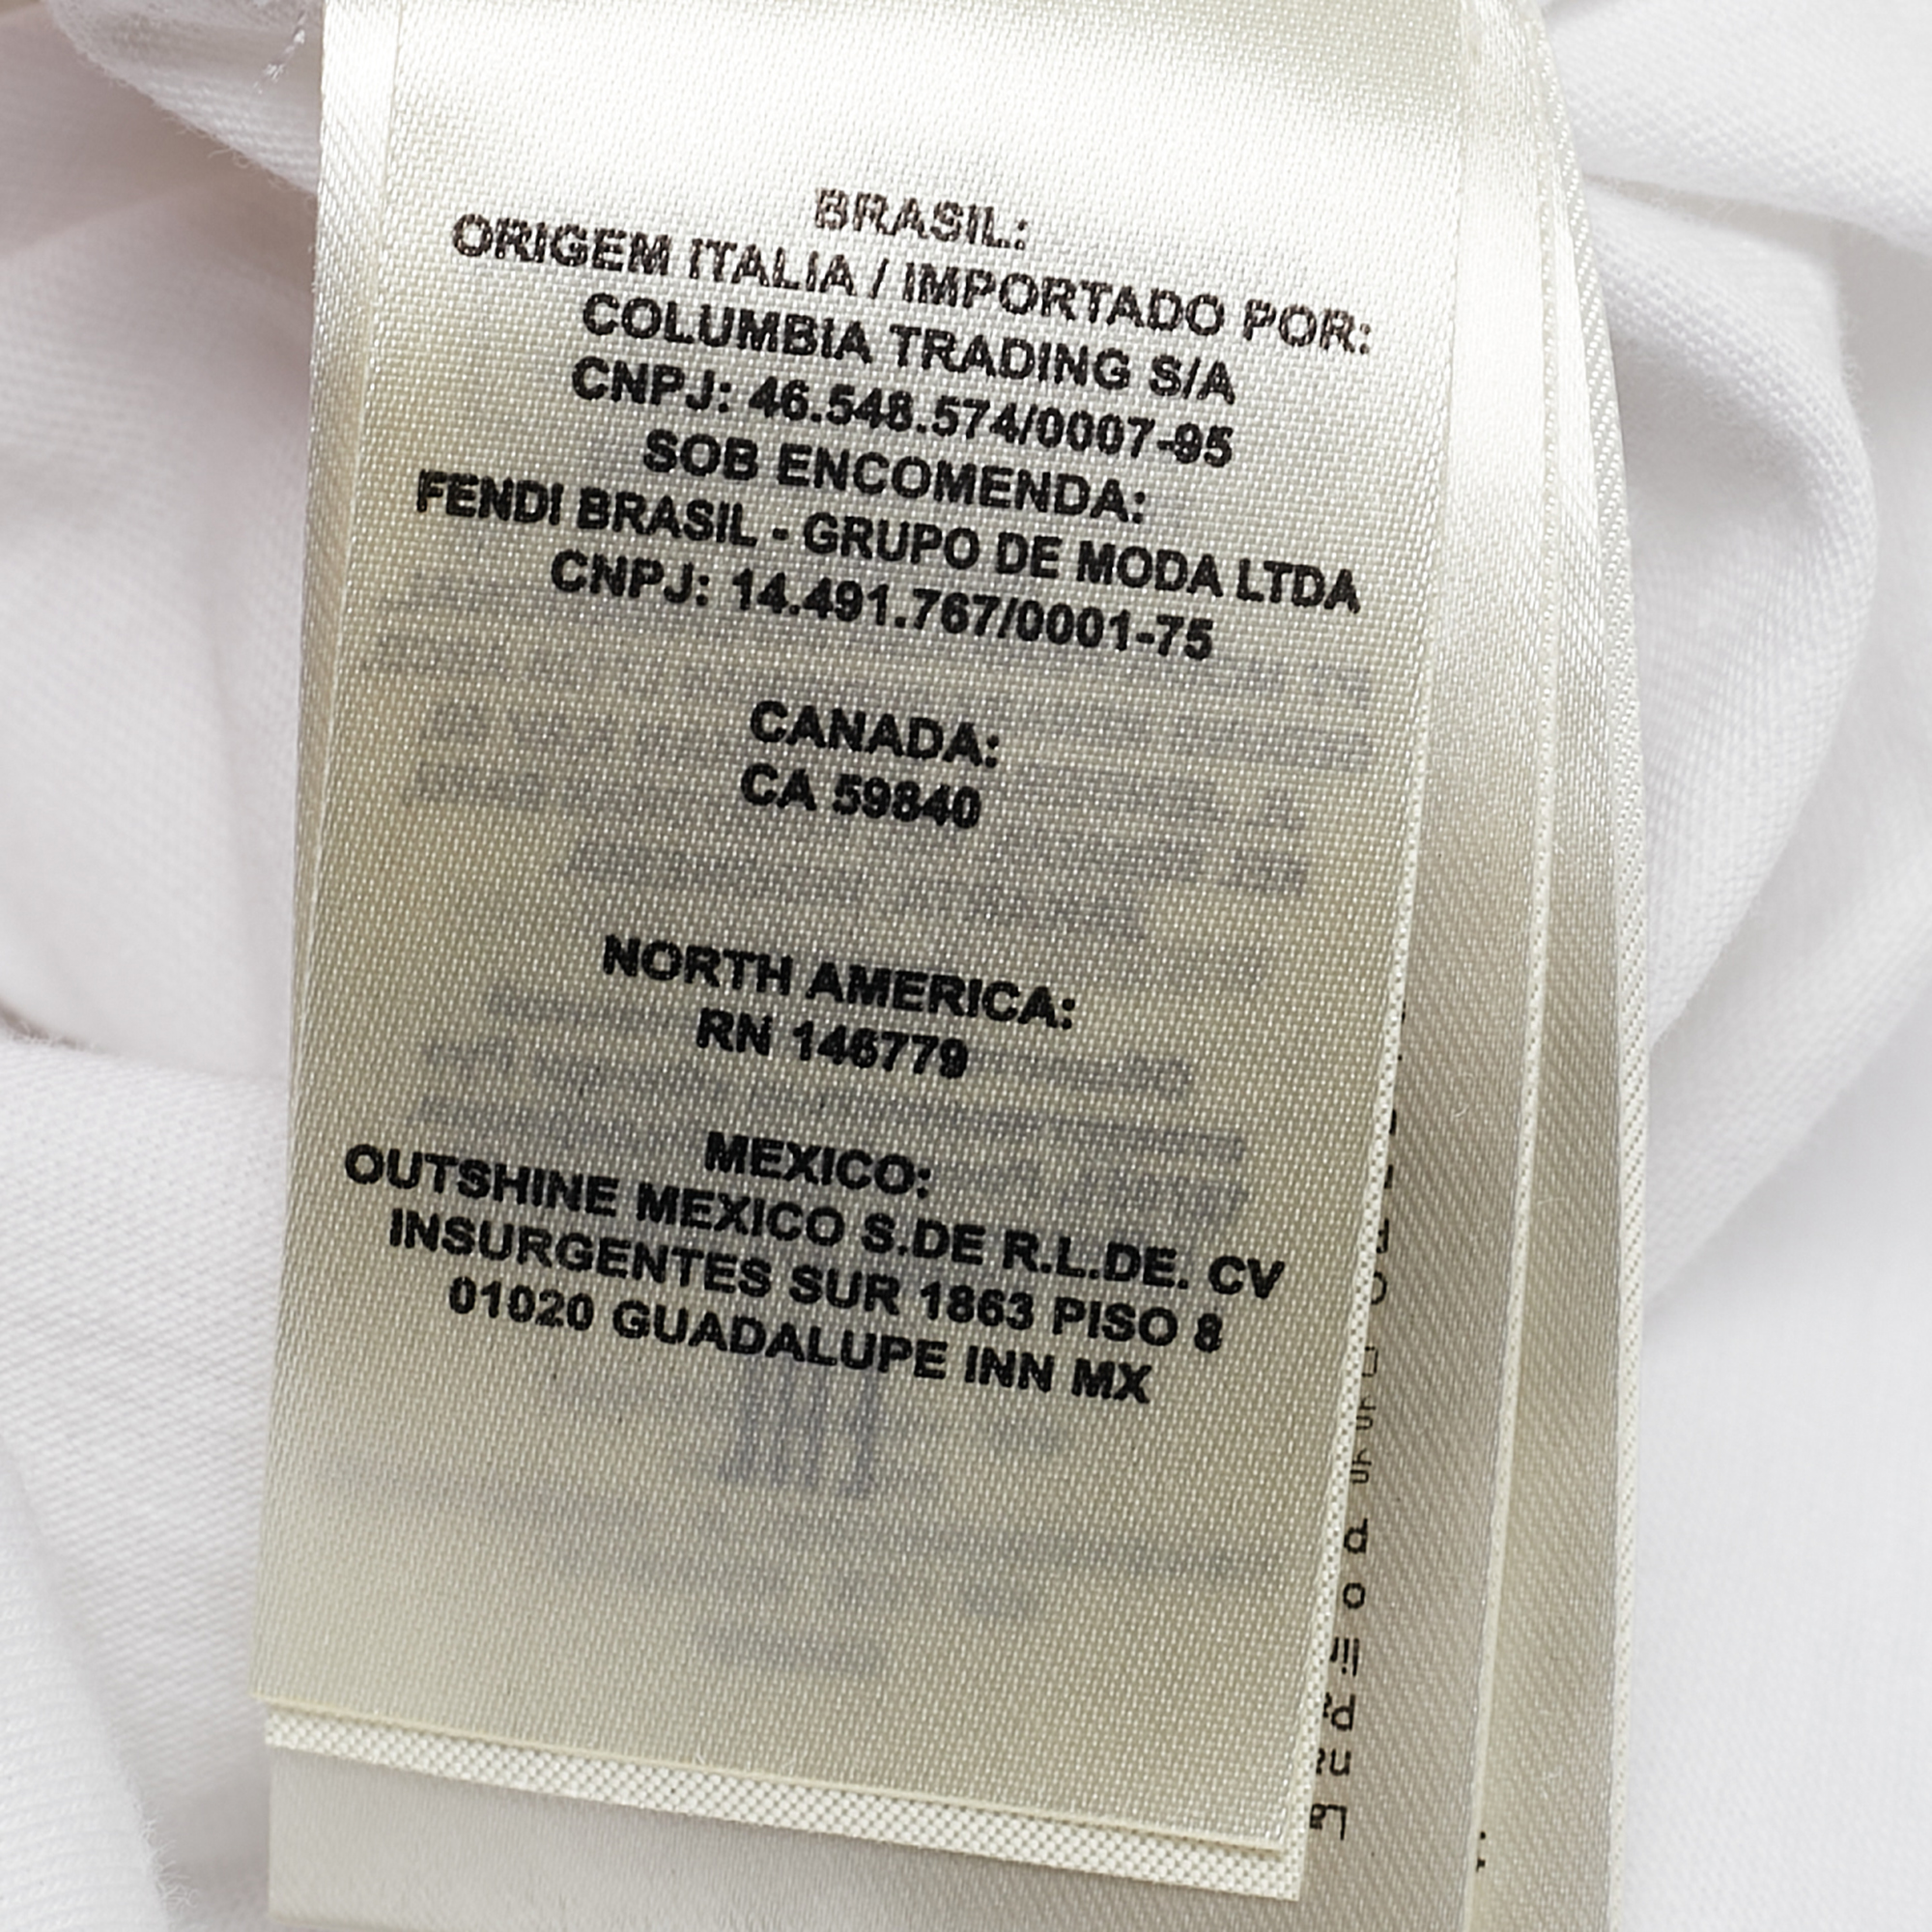 BRASIL:
ORIGEM ITALIA / IMPORTADO POR:
COLUMBIA TRADING S/A
CNPJ: 46.548.574/0007-95
SOB ENCOMENDA:
FENDI BRASIL - GRUPO DE MODA LTDA
CNPJ: 14.491.767/0001-75
CANADA:
CA 59840
NORTH AMERICA:
RN 146779
MEXICO:
OUTSHINE MEXICO S.DE R.L.DE. CV
INSURGENTES SUR 1863 PISO 8
01020 GUADALUPE INN MX